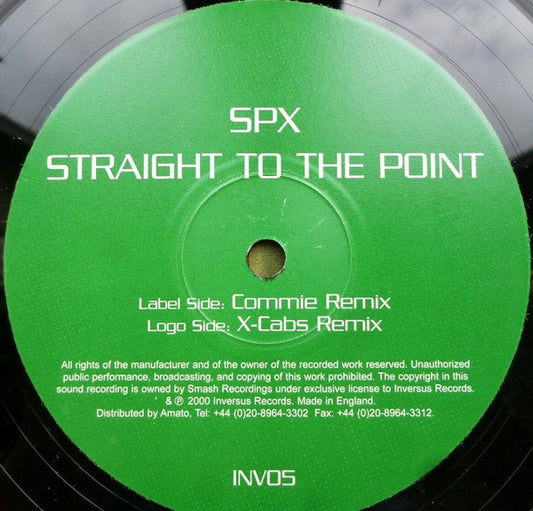 SPX
STRAIGHT TO THE POINT
Label Side: Commie Remix
Logo Side: X-Cabs Remix
All rights of the manufacturer and of the owner of the recorded work reserved. Unauthorized
public performance, broadcasting, and copying of this work prohibited. The copyright in this
sound recording is owned by Smash Recordings under exclusive license to Inversus Records.
' & ℗ 2000 Inversus Records. Made in England.
Distributed by Amato, Tel: +44 (0)20-8964-3302 Fax: +44 (0)20-8964-3312.
INV05